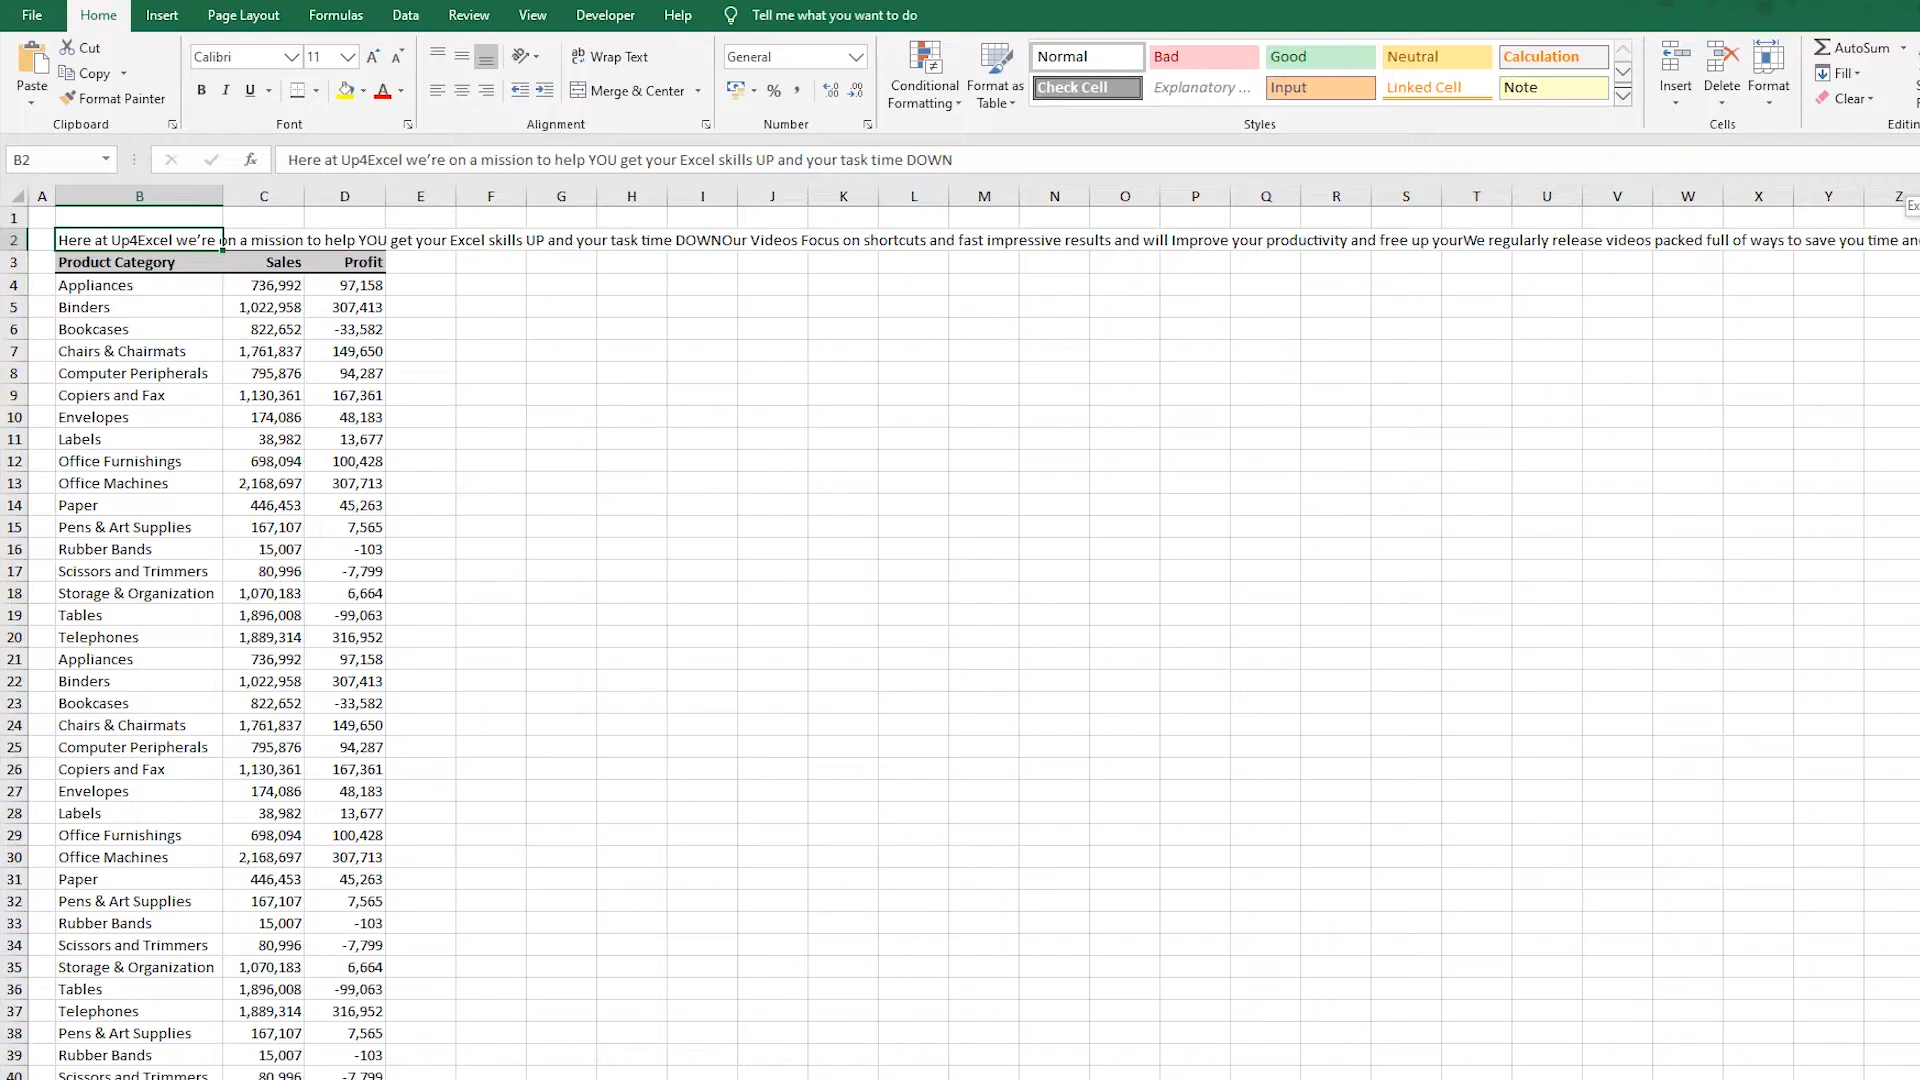 File Home Insert Page Layout Formulas Data Review View Developer Help Tell me what you want to do
Cut
Copy
Format Painter
Paste
Clipboard
Calibri 11
B I U
Font
Wrap Text
Merge & Center
Alignment
General
Number
Conditional Formatting
Format as Table
Normal Bad Good Neutral Calculation
Check Cell Explanatory ... Input Linked Cell Note
Styles
Insert Delete Format
Cells
AutoSum
Fill
Clear
Editin
B2 fx Here at Up4Excel we’re on a mission to help YOU get your Excel skills UP and your task time DOWN
A B C D E F G H I J K L M N O P Q R S T U V W X Y Z
Ex
1
2 Here at Up4Excel we’re on a mission to help YOU get your Excel skills UP and your task time DOWNOur Videos Focus on shortcuts and fast impressive results and will Improve your productivity and free up yourWe regularly release videos packed full of ways to save you time an
3 Product Category Sales Profit
4 Appliances 736,992 97,158
5 Binders 1,022,958 307,413
6 Bookcases 822,652 -33,582
7 Chairs & Chairmats 1,761,837 149,650
8 Computer Peripherals 795,876 94,287
9 Copiers and Fax 1,130,361 167,361
10 Envelopes 174,086 48,183
11 Labels 38,982 13,677
12 Office Furnishings 698,094 100,428
13 Office Machines 2,168,697 307,713
14 Paper 446,453 45,263
15 Pens & Art Supplies 167,107 7,565
16 Rubber Bands 15,007 -103
17 Scissors and Trimmers 80,996 -7,799
18 Storage & Organization 1,070,183 6,664
19 Tables 1,896,008 -99,063
20 Telephones 1,889,314 316,952
21 Appliances 736,992 97,158
22 Binders 1,022,958 307,413
23 Bookcases 822,652 -33,582
24 Chairs & Chairmats 1,761,837 149,650
25 Computer Peripherals 795,876 94,287
26 Copiers and Fax 1,130,361 167,361
27 Envelopes 174,086 48,183
28 Labels 38,982 13,677
29 Office Furnishings 698,094 100,428
30 Office Machines 2,168,697 307,713
31 Paper 446,453 45,263
32 Pens & Art Supplies 167,107 7,565
33 Rubber Bands 15,007 -103
34 Scissors and Trimmers 80,996 -7,799
35 Storage & Organization 1,070,183 6,664
36 Tables 1,896,008 -99,063
37 Telephones 1,889,314 316,952
38 Pens & Art Supplies 167,107 7,565
39 Rubber Bands 15,007 -103
40 Scissors and Trimmers 80,996 -7,799